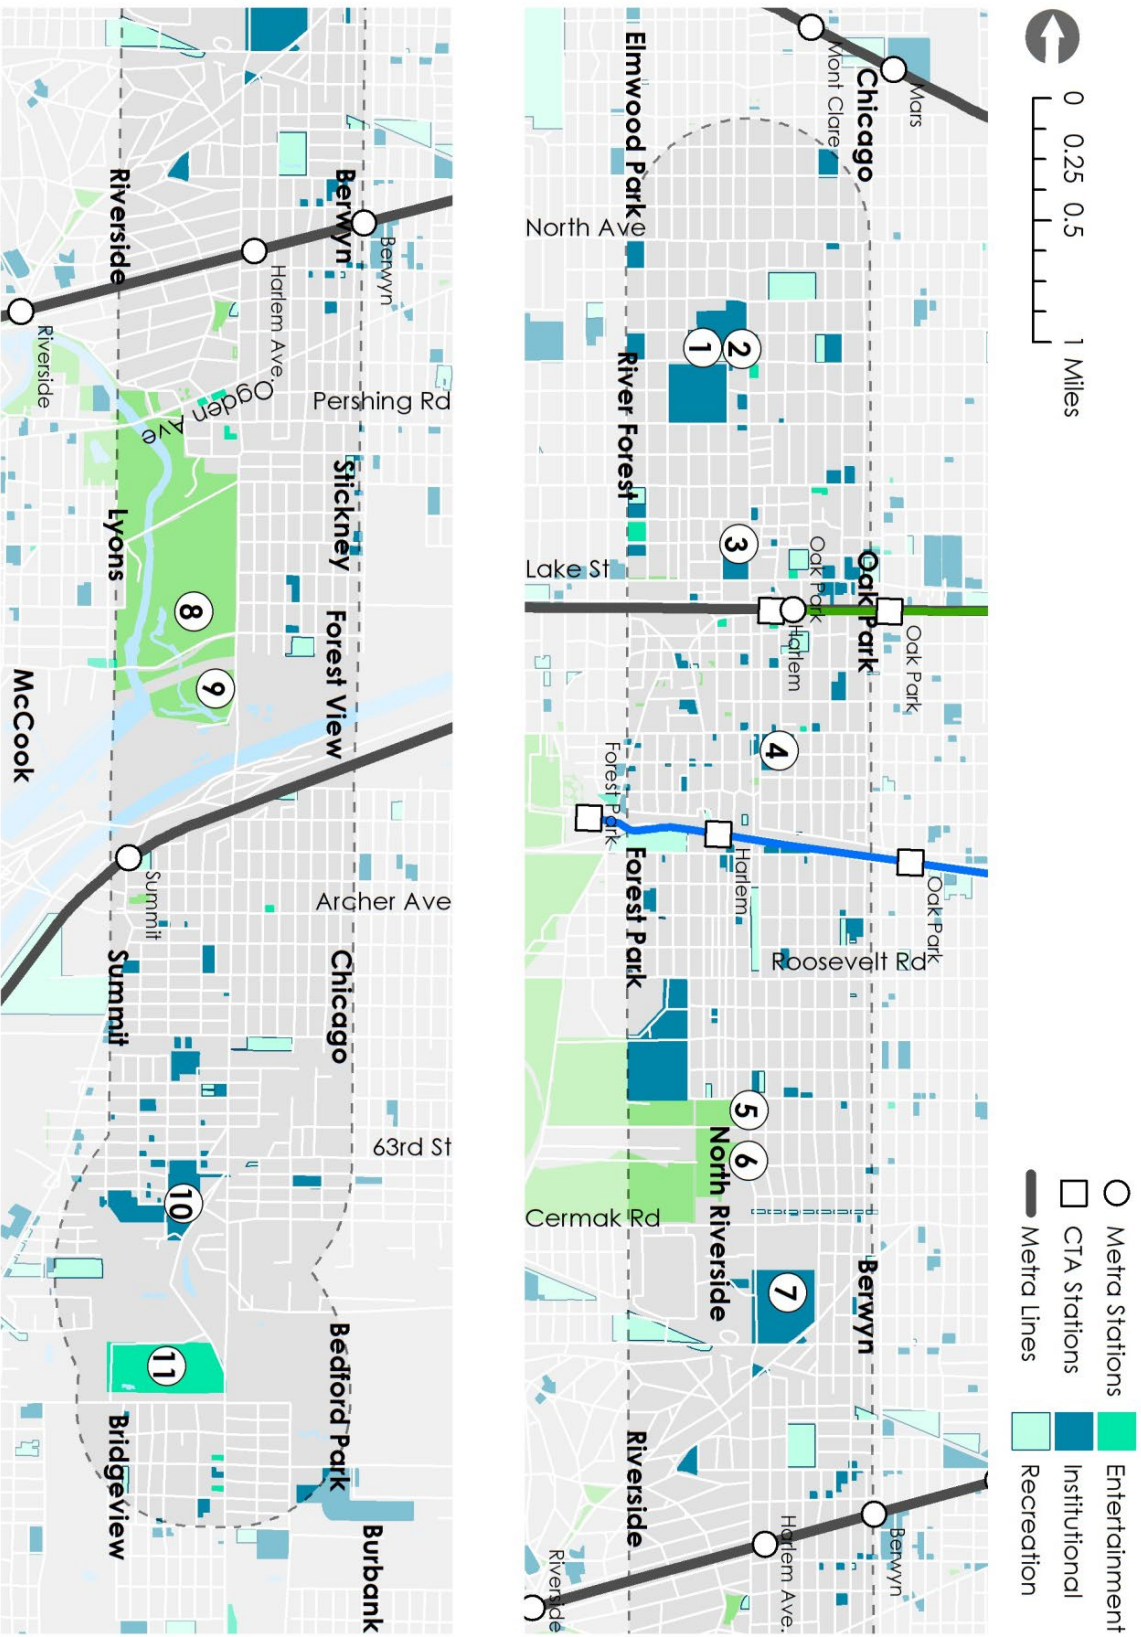 0 0.25 0.5 1 Miles
Metra Stations
CTA Stations
Metra Lines
Entertainment
Institutional
Recreation
Mars
Mont Clare
Chicago
Elmwood Park
North Ave
1
2
River Forest
3
Lake St
Oak Park
Oak Park
Harlem
Oak Park
4
Forest Park
Harlem
Oak Park
Forest Park
Roosevelt Rd
5
6
North Riverside
Cermak Rd
7
Berwyn
Riverside
Berwyn
Harlem Ave.
Riverside
Berwyn
Berwyn
Riverside
Harlem Ave.
Riverside
Ogden Ave
Pershing Rd
Stickney
Lyons
8
Forest View
9
McCook
Summit
Archer Ave
Summit
Chicago
63rd St
10
Bedford Park
11
Bridgeview
Burbank